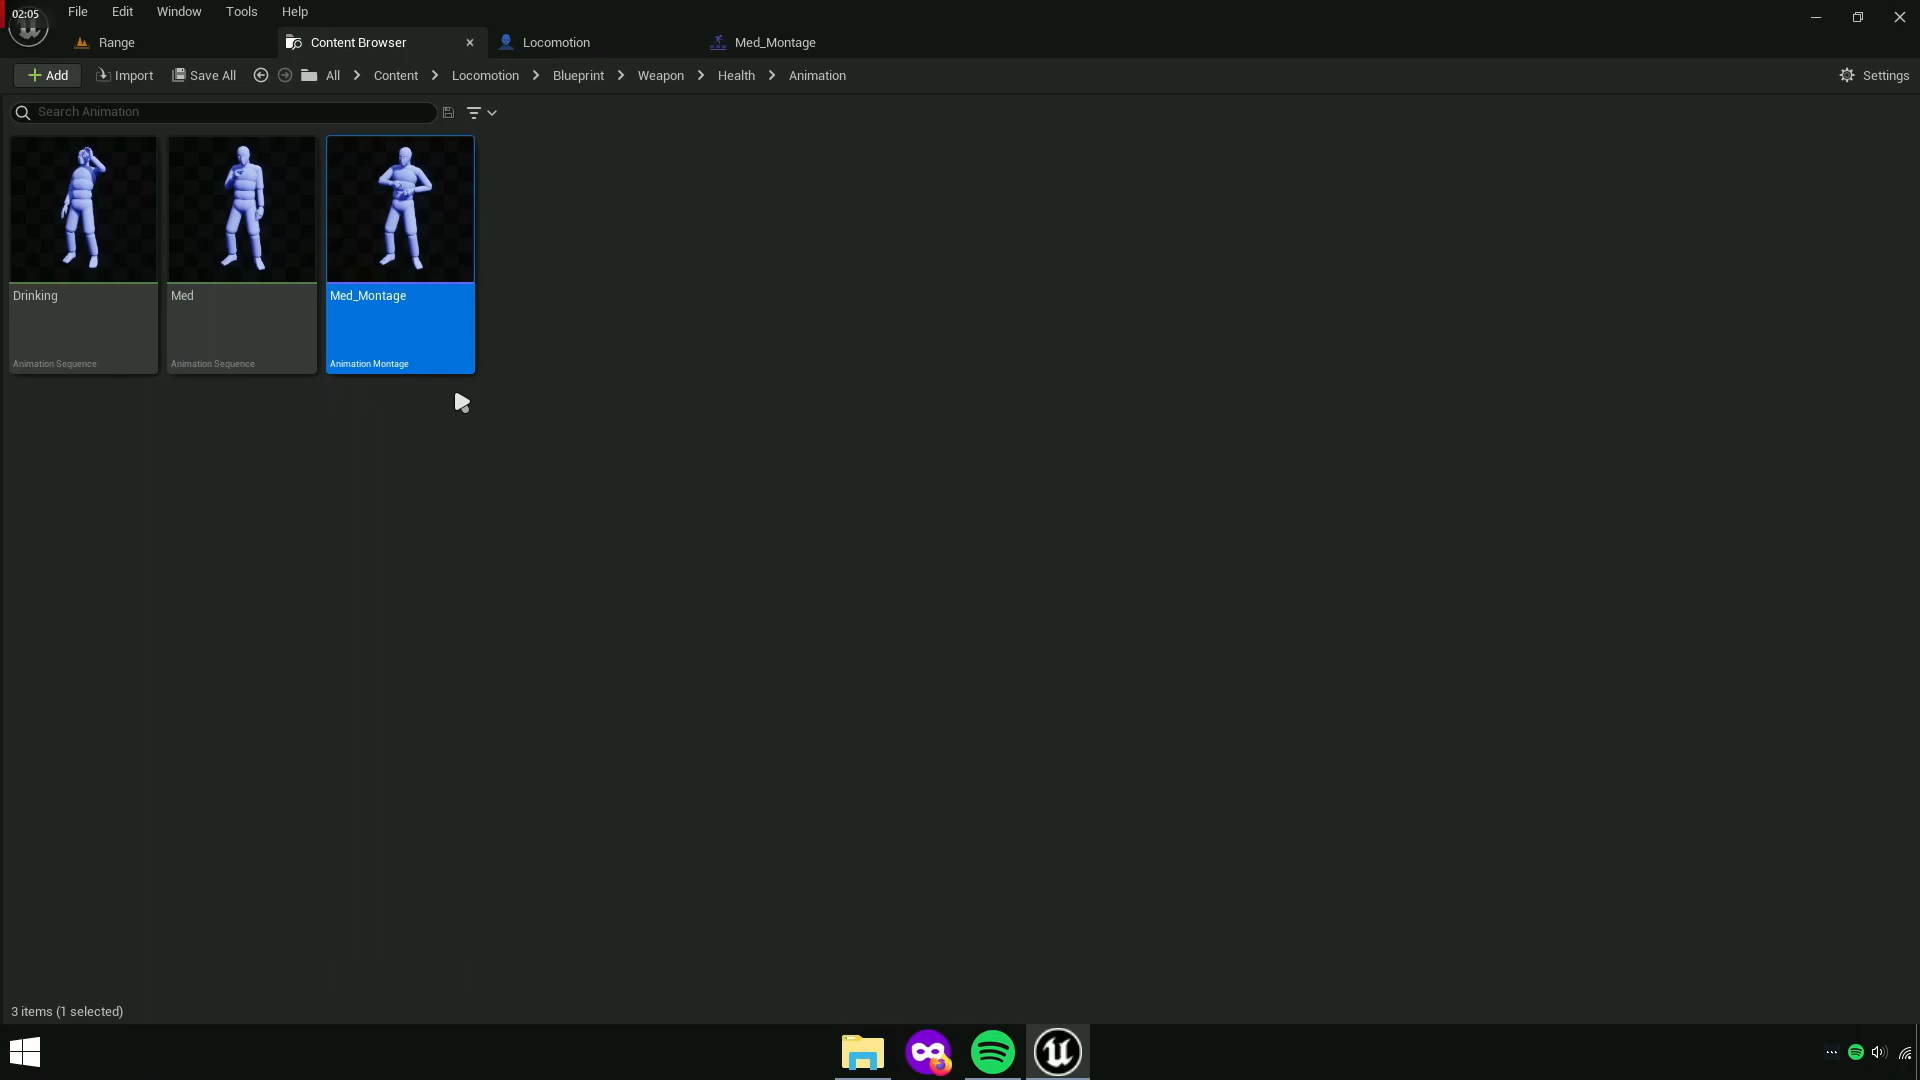 02:05
File Edit Window Tools Help
Range Content Browser Locomotion Med_Montage
Add Import Save All All Content Locomotion Blueprint Weapon Health Animation Settings
Search Animation
Drinking Med Med_Montage
Animation Sequence Animation Sequence Animation Montage
3 items (1 selected)